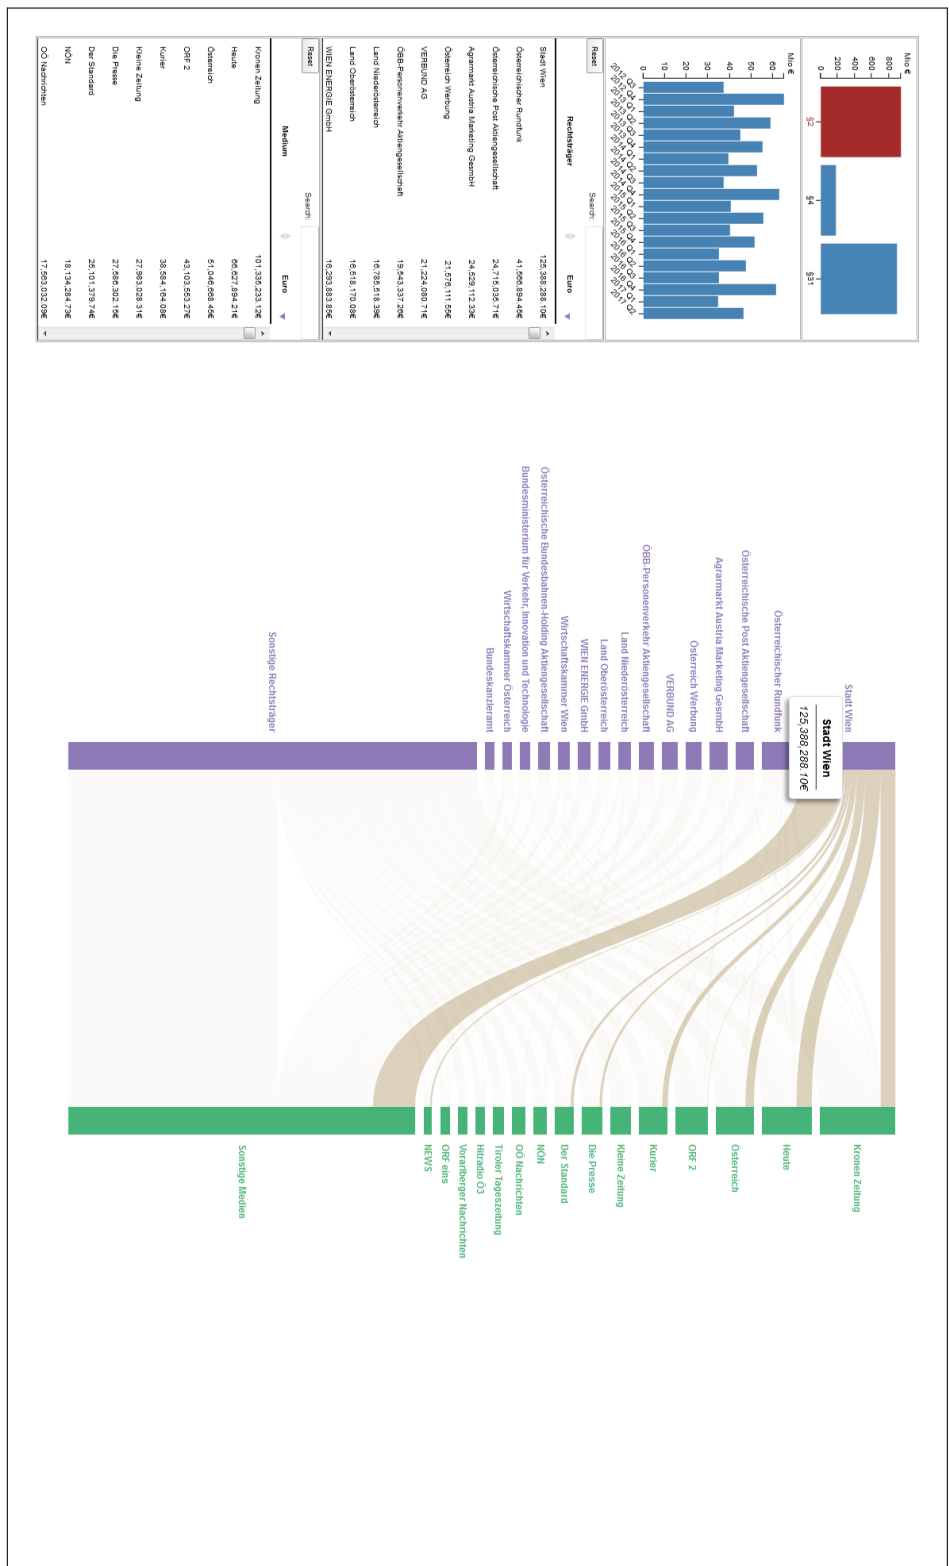 Mio €
800
600
400
200
0
§2
§4
§31
Mio €
60
50
40
30
20
10
0
2012 Q3
2012 Q4
2013 Q1
2013 Q2
2013 Q3
2013 Q4
2014 Q1
2014 Q2
2014 Q3
2014 Q4
2015 Q1
2015 Q2
2015 Q3
2015 Q4
2016 Q1
2016 Q2
2016 Q3
2016 Q4
2017 Q1
2017 Q2
Reset Search:
Rechtsträger Euro
Stadt Wien 125,388,288.10€
Österreichischer Rundfunk 41,566,894.46€
Österreichische Post Aktiengesellschaft 24,715,035.71€
Agrarmarkt Austria Marketing GesmbH 24,629,112.33€
Österreich Werbung 21,576,111.55€
VERBUND AG 21,224,080.71€
ÖBB-Personenverkehr Aktiengesellschaft 19,543,337.26€
Land Niederösterreich 16,785,618.39€
Land Oberösterreich 16,518,170.08€
WIEN ENERGIE GmbH 16,293,883.85€
Reset Search:
Medium Euro
Kronen Zeitung 101,335,233.12€
Heute 66,627,894.21€
Österreich 51,046,668.45€
ORF 2 43,103,553.27€
Kurier 38,584,164.08€
Kleine Zeitung 27,983,028.31€
Die Presse 27,586,302.15€
Der Standard 25,101,379.74€
NÖN 18,134,284.73€
OÖ Nachrichten 17,563,032.09€
Stadt Wien
Stadt Wien
125,388,288.10€
Österreichischer Rundfunk
Österreichische Post Aktiengesellschaft
Agrarmarkt Austria Marketing GesmbH
Österreich Werbung
VERBUND AG
ÖBB-Personenverkehr Aktiengesellschaft
Land Niederösterreich
Land Oberösterreich
WIEN ENERGIE GmbH
Wirtschaftskammer Wien
Österreichische Bundesbahnen-Holding Aktiengesellschaft
Bundesministerium für Verkehr, Innovation und Technologie
Wirtschaftskammer Österreich
Bundeskanzleramt
Sonstige Rechtsträger
Kronen Zeitung
Heute
Österreich
ORF 2
Kurier
Kleine Zeitung
Die Presse
Der Standard
NÖN
OÖ Nachrichten
Tiroler Tageszeitung
Hitradio Ö3
Vorarlberger Nachrichten
ORF eins
NEWS
Sonstige Medien